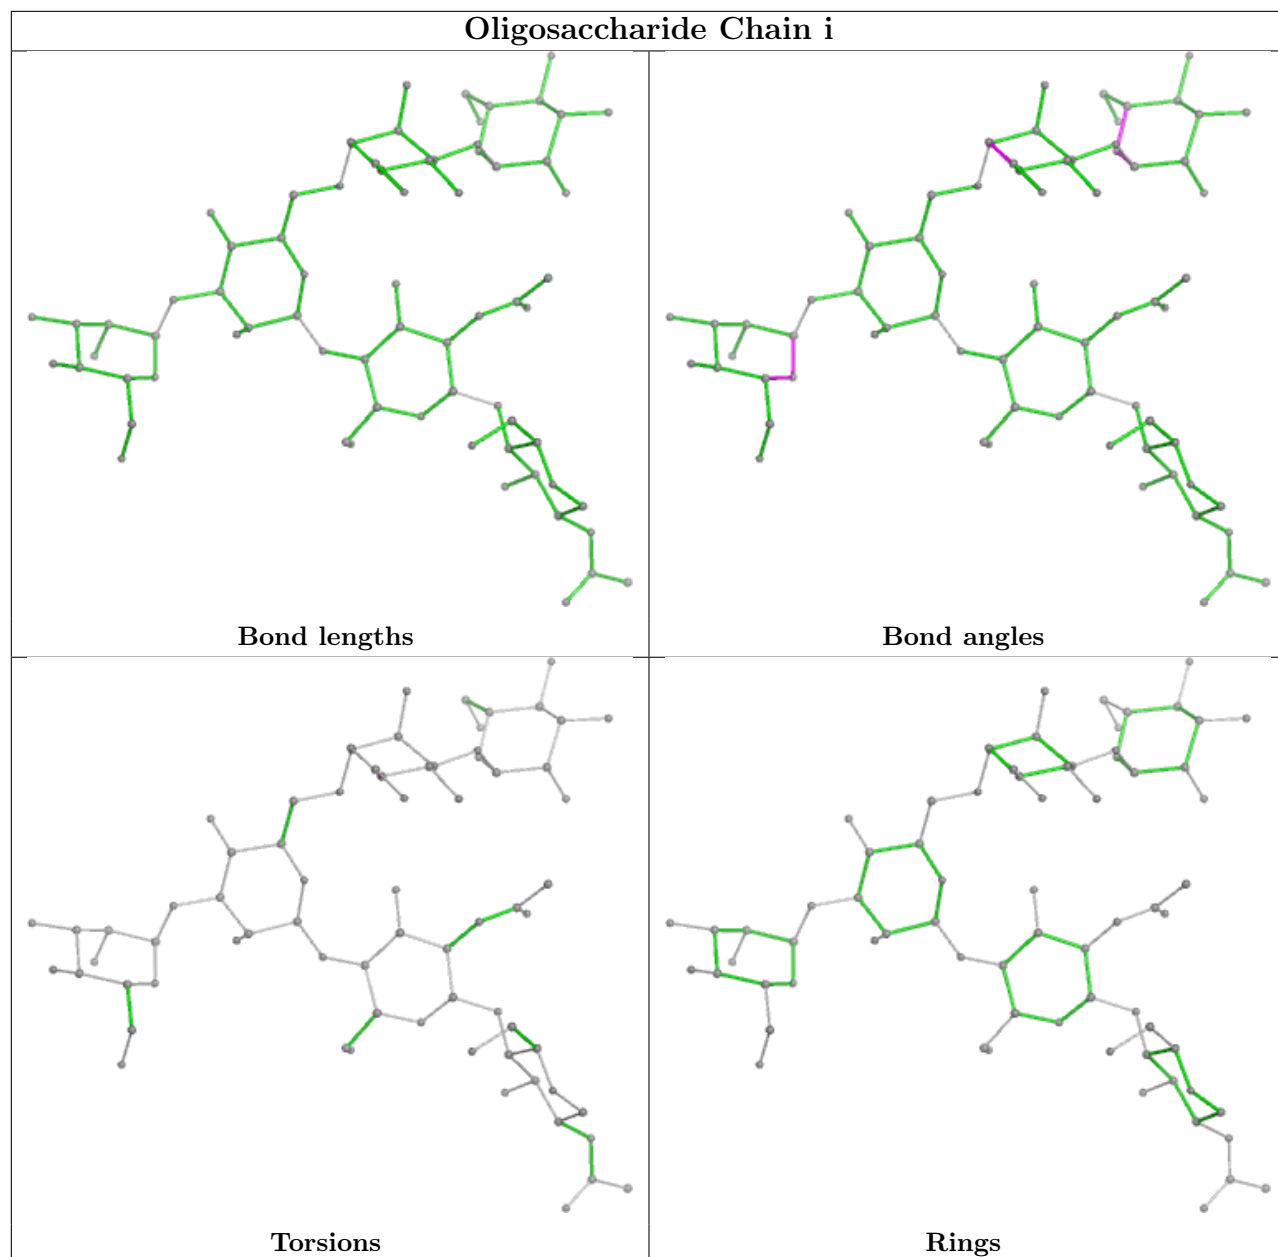 Oligosaccharide Chain i
Bond lengths
Bond angles
Torsions
Rings